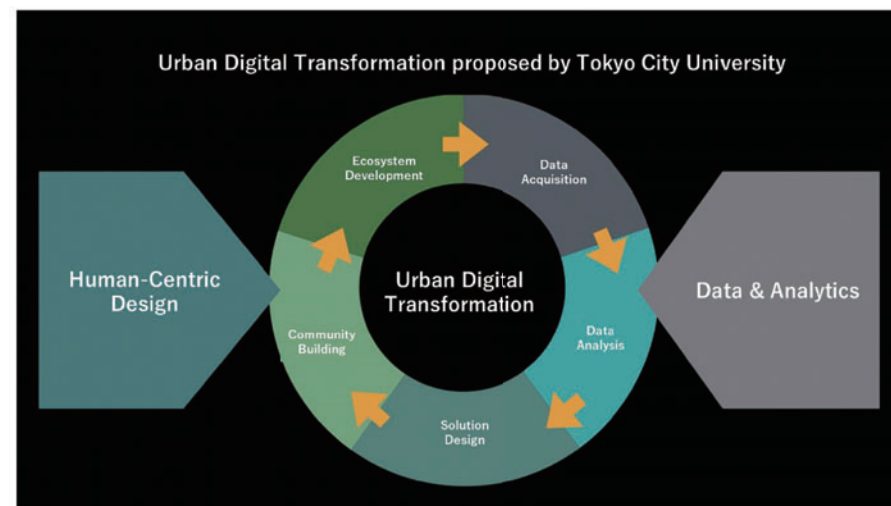 Urban Digital Transformation proposed by Tokyo City University
Ecosystem
Development
Data
Acquisition
Human-Centric
Design
Urban Digital
Transformation
Data & Analytics
Community
Building
Data
Analysis
Solution
Design